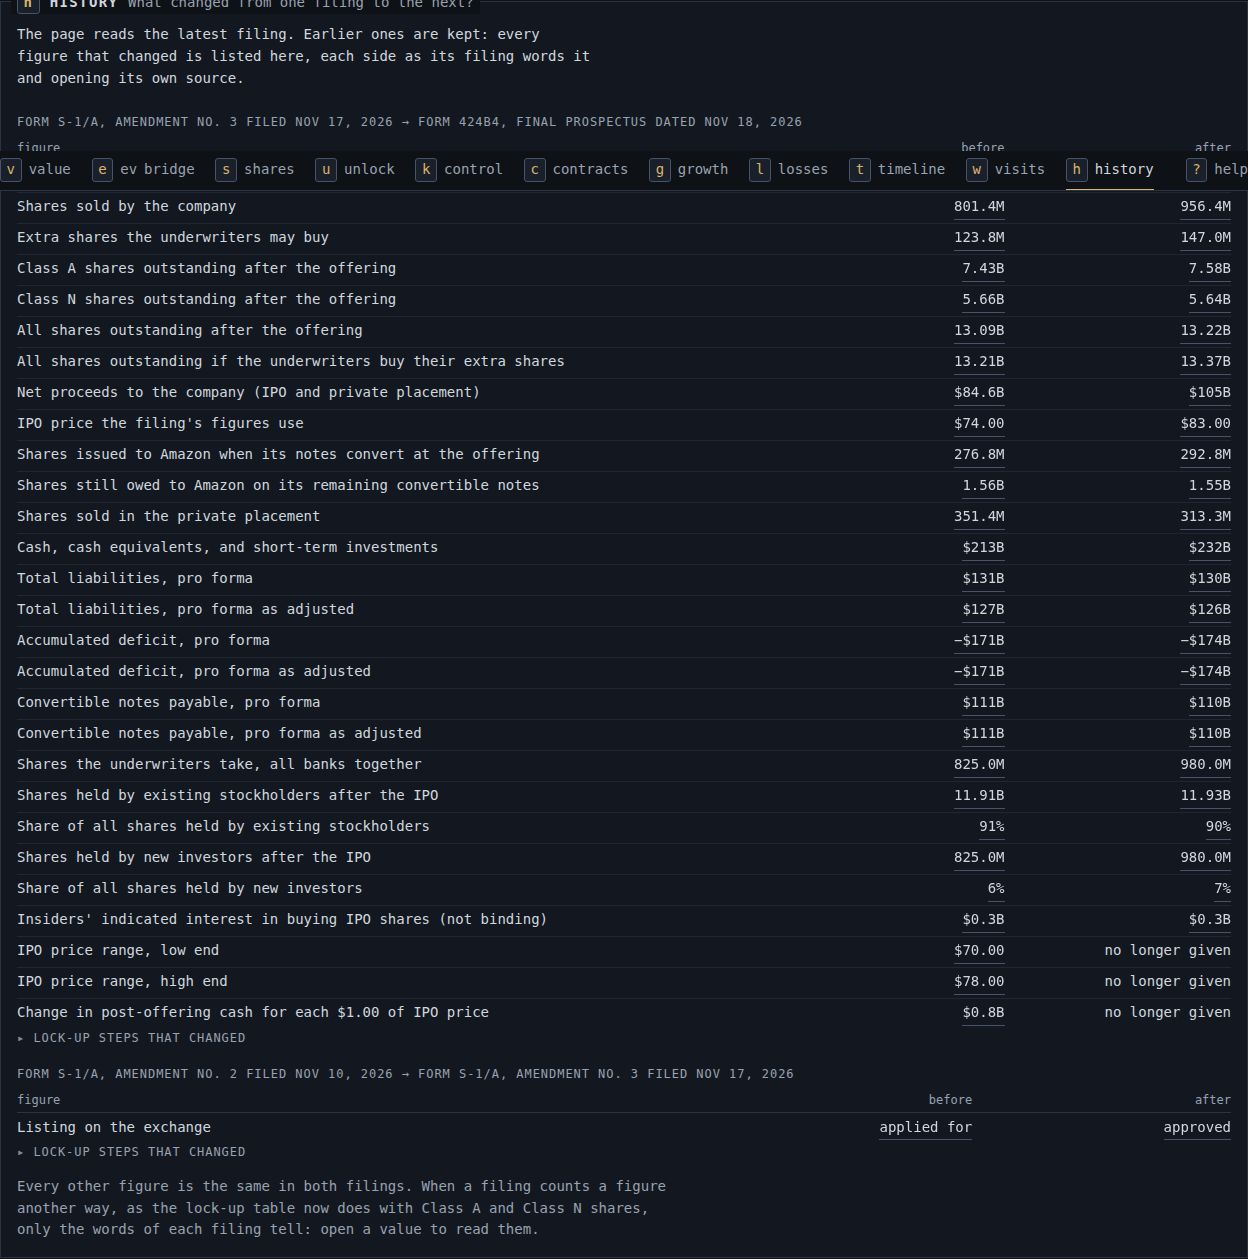 h HISTORY What changed from one filing to the next?
The page reads the latest filing. Earlier ones are kept: every
figure that changed is listed here, each side as its filing words it
and opening its own source.
FORM S-1/A, AMENDMENT NO. 3 FILED NOV 17, 2026 → FORM 424B4, FINAL PROSPECTUS DATED NOV 18, 2026
figure before after
v value e ev bridge s shares u unlock k control c contracts g growth l losses t timeline w visits h history ? help
Shares sold by the company 801.4M 956.4M
Extra shares the underwriters may buy 123.8M 147.0M
Class A shares outstanding after the offering 7.43B 7.58B
Class N shares outstanding after the offering 5.66B 5.64B
All shares outstanding after the offering 13.09B 13.22B
All shares outstanding if the underwriters buy their extra shares 13.21B 13.37B
Net proceeds to the company (IPO and private placement) $84.6B $105B
IPO price the filing's figures use $74.00 $83.00
Shares issued to Amazon when its notes convert at the offering 276.8M 292.8M
Shares still owed to Amazon on its remaining convertible notes 1.56B 1.55B
Shares sold in the private placement 351.4M 313.3M
Cash, cash equivalents, and short-term investments $213B $232B
Total liabilities, pro forma $131B $130B
Total liabilities, pro forma as adjusted $127B $126B
Accumulated deficit, pro forma −$171B −$174B
Accumulated deficit, pro forma as adjusted −$171B −$174B
Convertible notes payable, pro forma $111B $110B
Convertible notes payable, pro forma as adjusted $111B $110B
Shares the underwriters take, all banks together 825.0M 980.0M
Shares held by existing stockholders after the IPO 11.91B 11.93B
Share of all shares held by existing stockholders 91% 90%
Shares held by new investors after the IPO 825.0M 980.0M
Share of all shares held by new investors 6% 7%
Insiders' indicated interest in buying IPO shares (not binding) $0.3B $0.3B
IPO price range, low end $70.00 no longer given
IPO price range, high end $78.00 no longer given
Change in post-offering cash for each $1.00 of IPO price $0.8B no longer given
▸ LOCK-UP STEPS THAT CHANGED
FORM S-1/A, AMENDMENT NO. 2 FILED NOV 10, 2026 → FORM S-1/A, AMENDMENT NO. 3 FILED NOV 17, 2026
figure before after
Listing on the exchange applied for approved
▸ LOCK-UP STEPS THAT CHANGED
Every other figure is the same in both filings. When a filing counts a figure
another way, as the lock-up table now does with Class A and Class N shares,
only the words of each filing tell: open a value to read them.